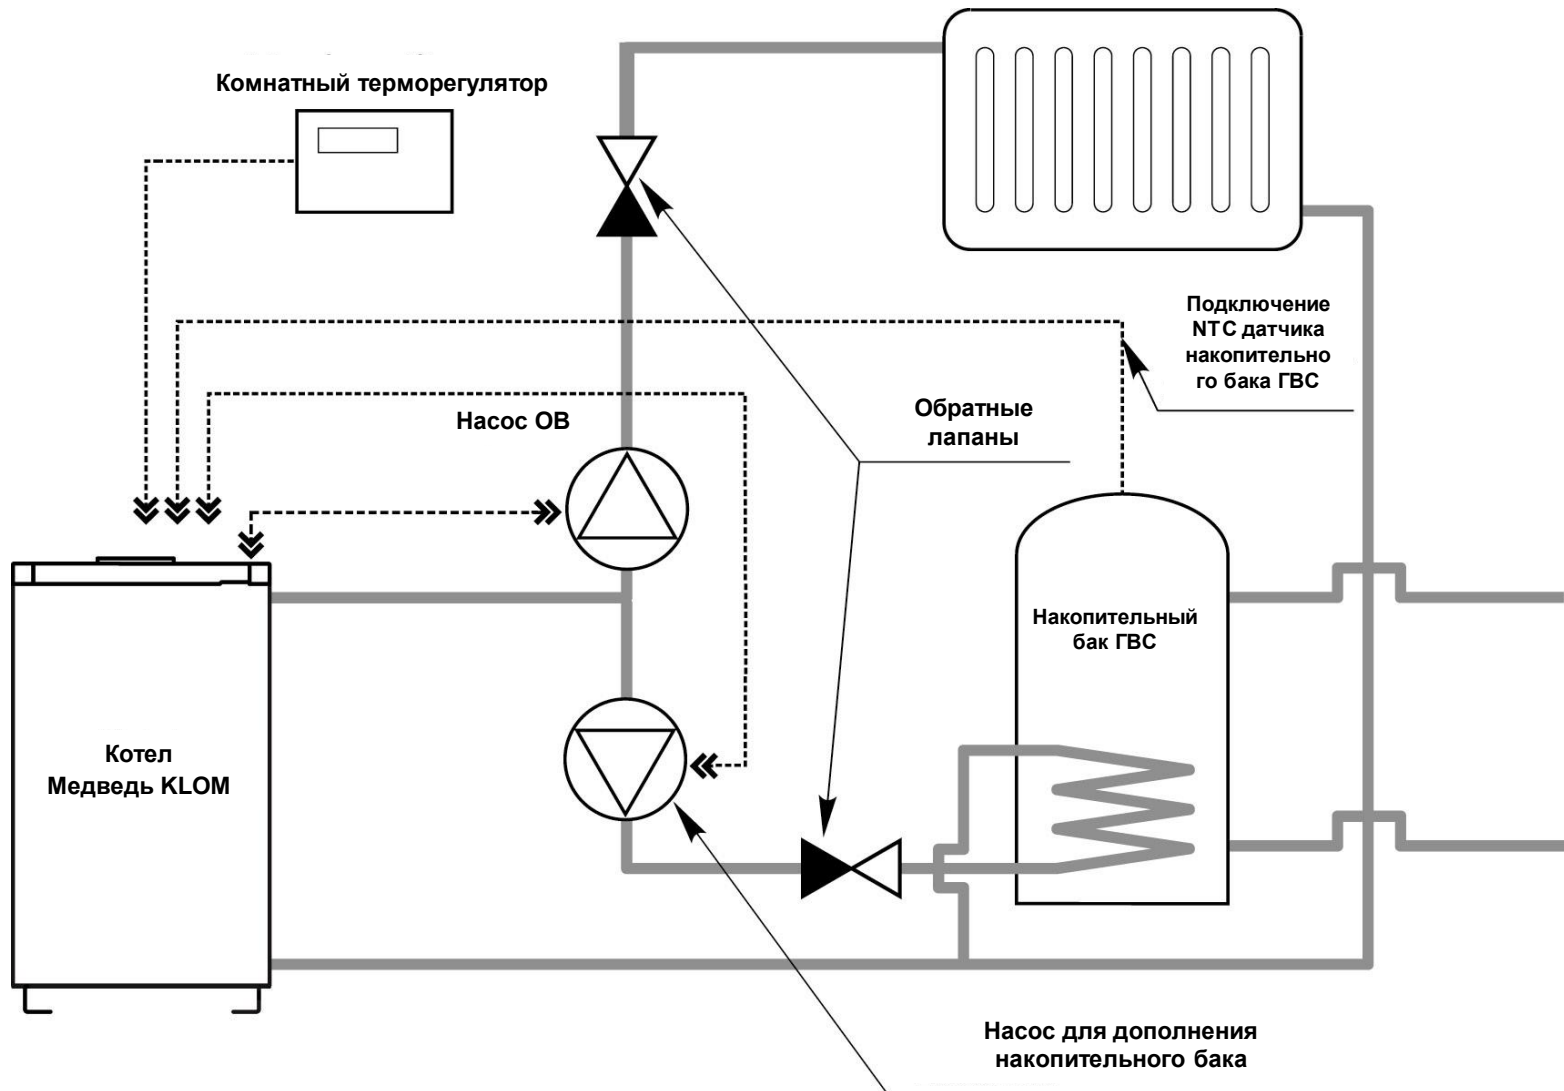 Комнатный терморегулятор
Подключение
NTC датчика
накопительно
го бака ГВС
Обратные
лапаны
Насос ОВ
Накопительный
бак ГВС
Котел
Медведь KLOM
Насос для дополнения
накопительного бака